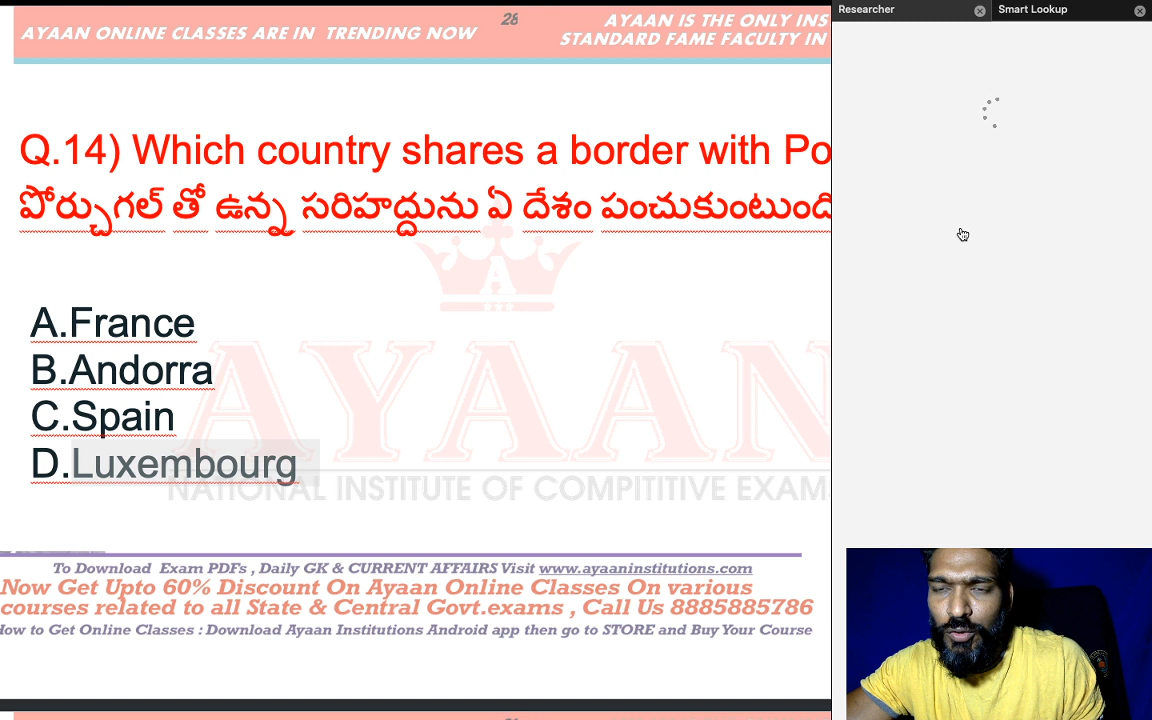 28
AYAAN ONLINE CLASSES ARE IN TRENDING NOW
AYAAN IS THE ONLY INS
STANDARD FAME FACULTY IN
Researcher
Smart Lookup
Q.14) Which country shares a border with Po
పోర్చుగల్ తో ఉన్న సరిహద్దును ఏ దేశం పంచుకుంటుంది
A.France
B.Andorra
C.Spain
D.Luxembourg
A
AYAAN
NATIONAL INSTITUTE OF COMPITITIVE EXAM
To Download Exam PDFs , Daily GK & CURRENT AFFAIRS Visit www.ayaaninstitutions.com
Now Get Upto 60% Discount On Ayaan Online Classes On various
courses related to all State & Central Govt.exams , Call Us 8885885786
How to Get Online Classes : Download Ayaan Institutions Android app then go to STORE and Buy Your Course